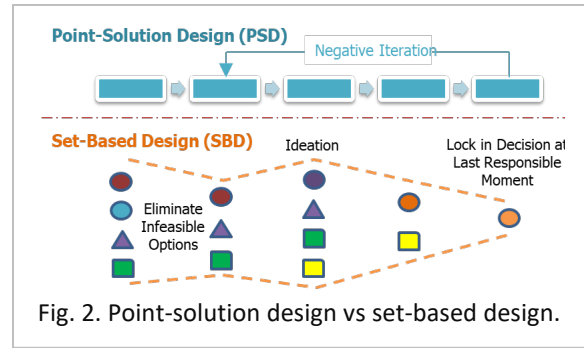 Point-Solution Design (PSD)
Negative Iteration
Set-Based Design (SBD)
Ideation
Lock in Decision at
Last Responsible
Moment
Eliminate
Infeasible
Options
Fig. 2. Point-solution design vs set-based design.